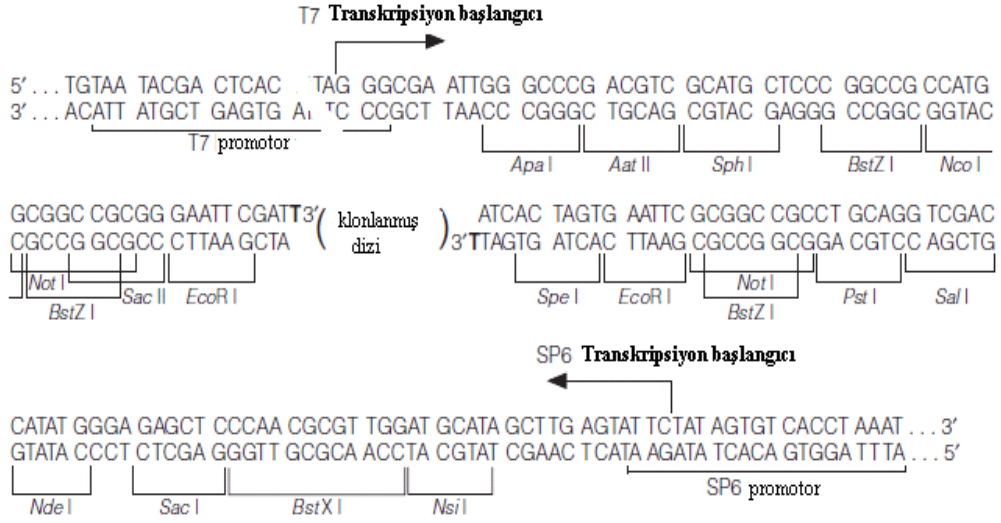 T7 Transkripsiyon başlangıcı
5′ . . . TGTAA TACGA CTCAC TAG GGCGA ATTGG GCCCG ACGTC GCATG CTCCC GGCCG CCATG
3′ . . . ACATT ATGCT GAGTG A TC CCGCT TAACC CGGGC TGCAG CGTAC GAGGG CCGGC GGTAC
T7 promotor
Apa I Aat II Sph I BstZ I Nco I
GCGGC CGCGG GAATT CGATT3′ ( klonlanmış dizi ) ATCAC TAGTG AATTC GCGGC CGCCT GCAGG TCGAC
CGCCG GCGCC CTTAA GCTA 3′TTAGTG ATCAC TTAAG CGCCG GCGGA CGTCC AGCTG
Not I Sac II EcoR I Spe I EcoR I Not I Pst I Sal I
BstZ I BstZ I
SP6 Transkripsiyon başlangıcı
CATAT GGGA GAGCT CCCAA CGCGT TGGAT GCATA GCTTG AGTAT TCTAT AGTGT CACCT AAAT . . . 3′
GTATA CCCT CTCGA GGGTT GCGCA ACCTA CGTAT CGAAC TCATA AGATA TCACA GTGGA TTTA . . . 5′
SP6 promotor
Nde I Sac I BstX I Nsi I